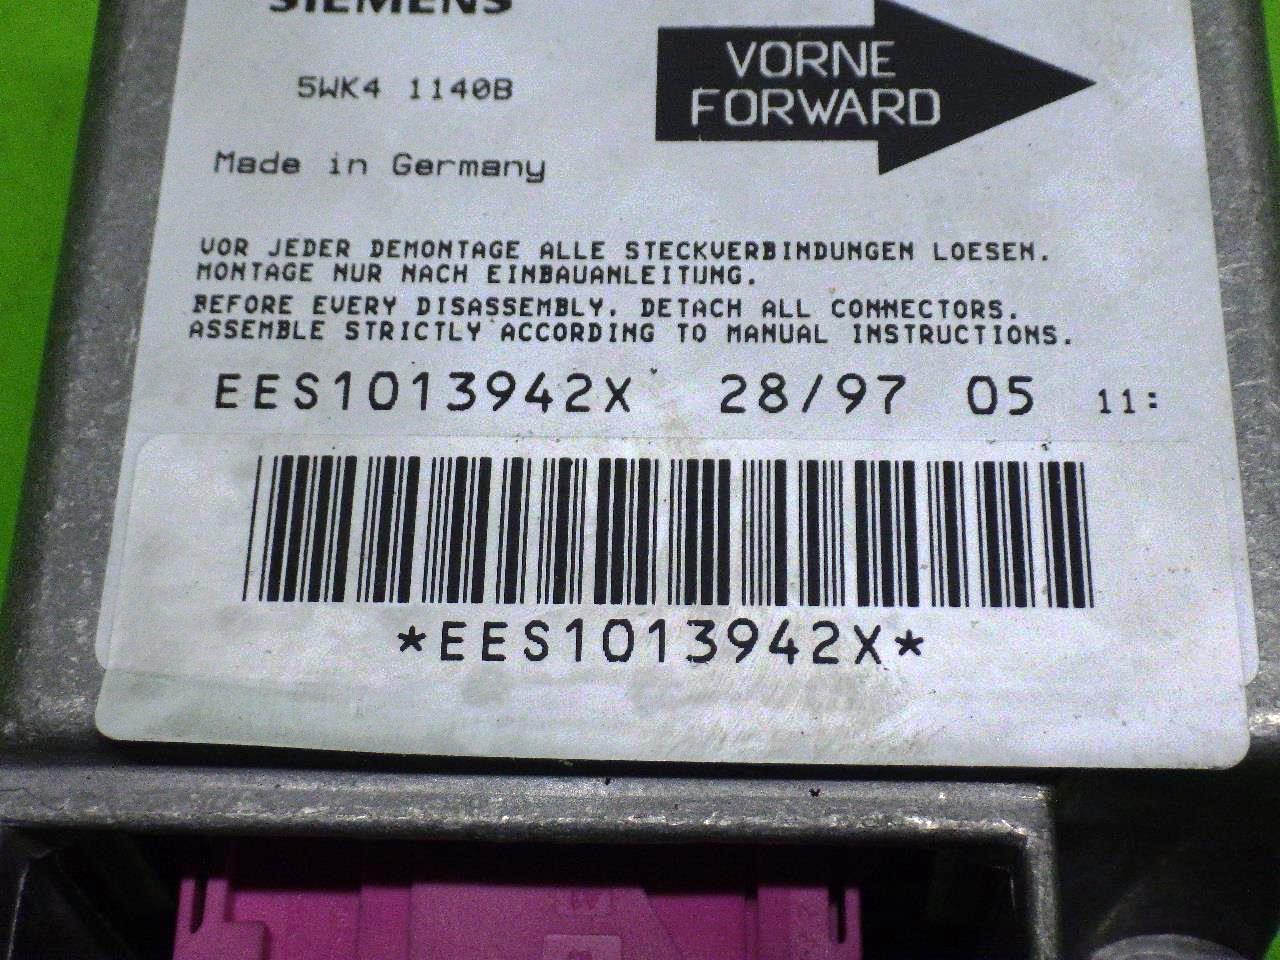 SIEMENS
VORNE
FORWARD
5WK4 1140B
Made in Germany
VOR JEDER DEMONTAGE ALLE STECKVERBINDUNGEN LOESEN.
MONTAGE NUR NACH EINBAUANLEITUNG.
BEFORE EVERY DISASSEMBLY, DETACH ALL CONNECTORS.
ASSEMBLE STRICTLY ACCORDING TO MANUAL INSTRUCTIONS.
EES1013942X 28/97 05 11:
*EES1013942X*